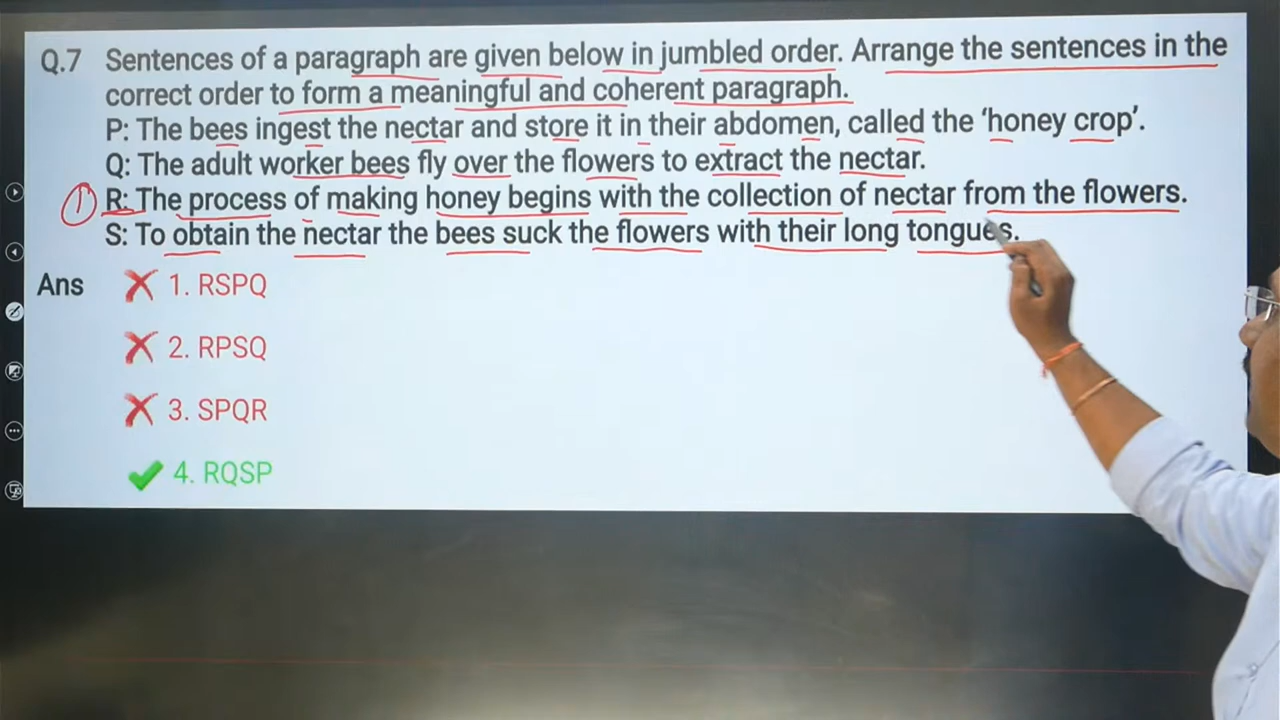 Q.7 Sentences of a paragraph are given below in jumbled order. Arrange the sentences in the
correct order to form a meaningful and coherent paragraph.
P: The bees ingest the nectar and store it in their abdomen, called the ‘honey crop’.
Q: The adult worker bees fly over the flowers to extract the nectar.
1 R: The process of making honey begins with the collection of nectar from the flowers.
S: To obtain the nectar the bees suck the flowers with their long tongues.
Ans 1. RSPQ
2. RPSQ
3. SPQR
4. RQSP